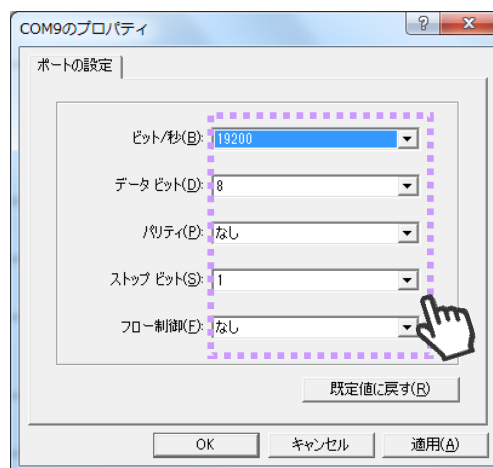 COM9のプロパティ
? X
ポートの設定
ビット/秒(B): 19200
データ ビット(D): 8
パリティ(P): なし
ストップ ビット(S): 1
フロー制御(F): なし
既定値に戻す(R)
OK キャンセル 適用(A)